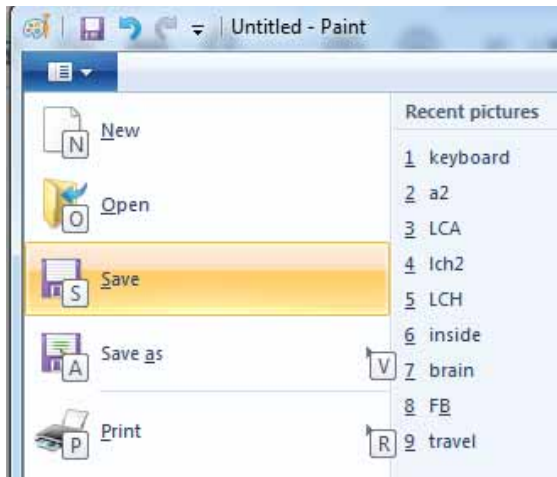 Untitled - Paint
New
N
Open
O
Save
S
Save as
A
V
Print
P
R
Recent pictures
1 keyboard
2 a2
3 LCA
4 lch2
5 LCH
6 inside
7 brain
8 FB
9 travel